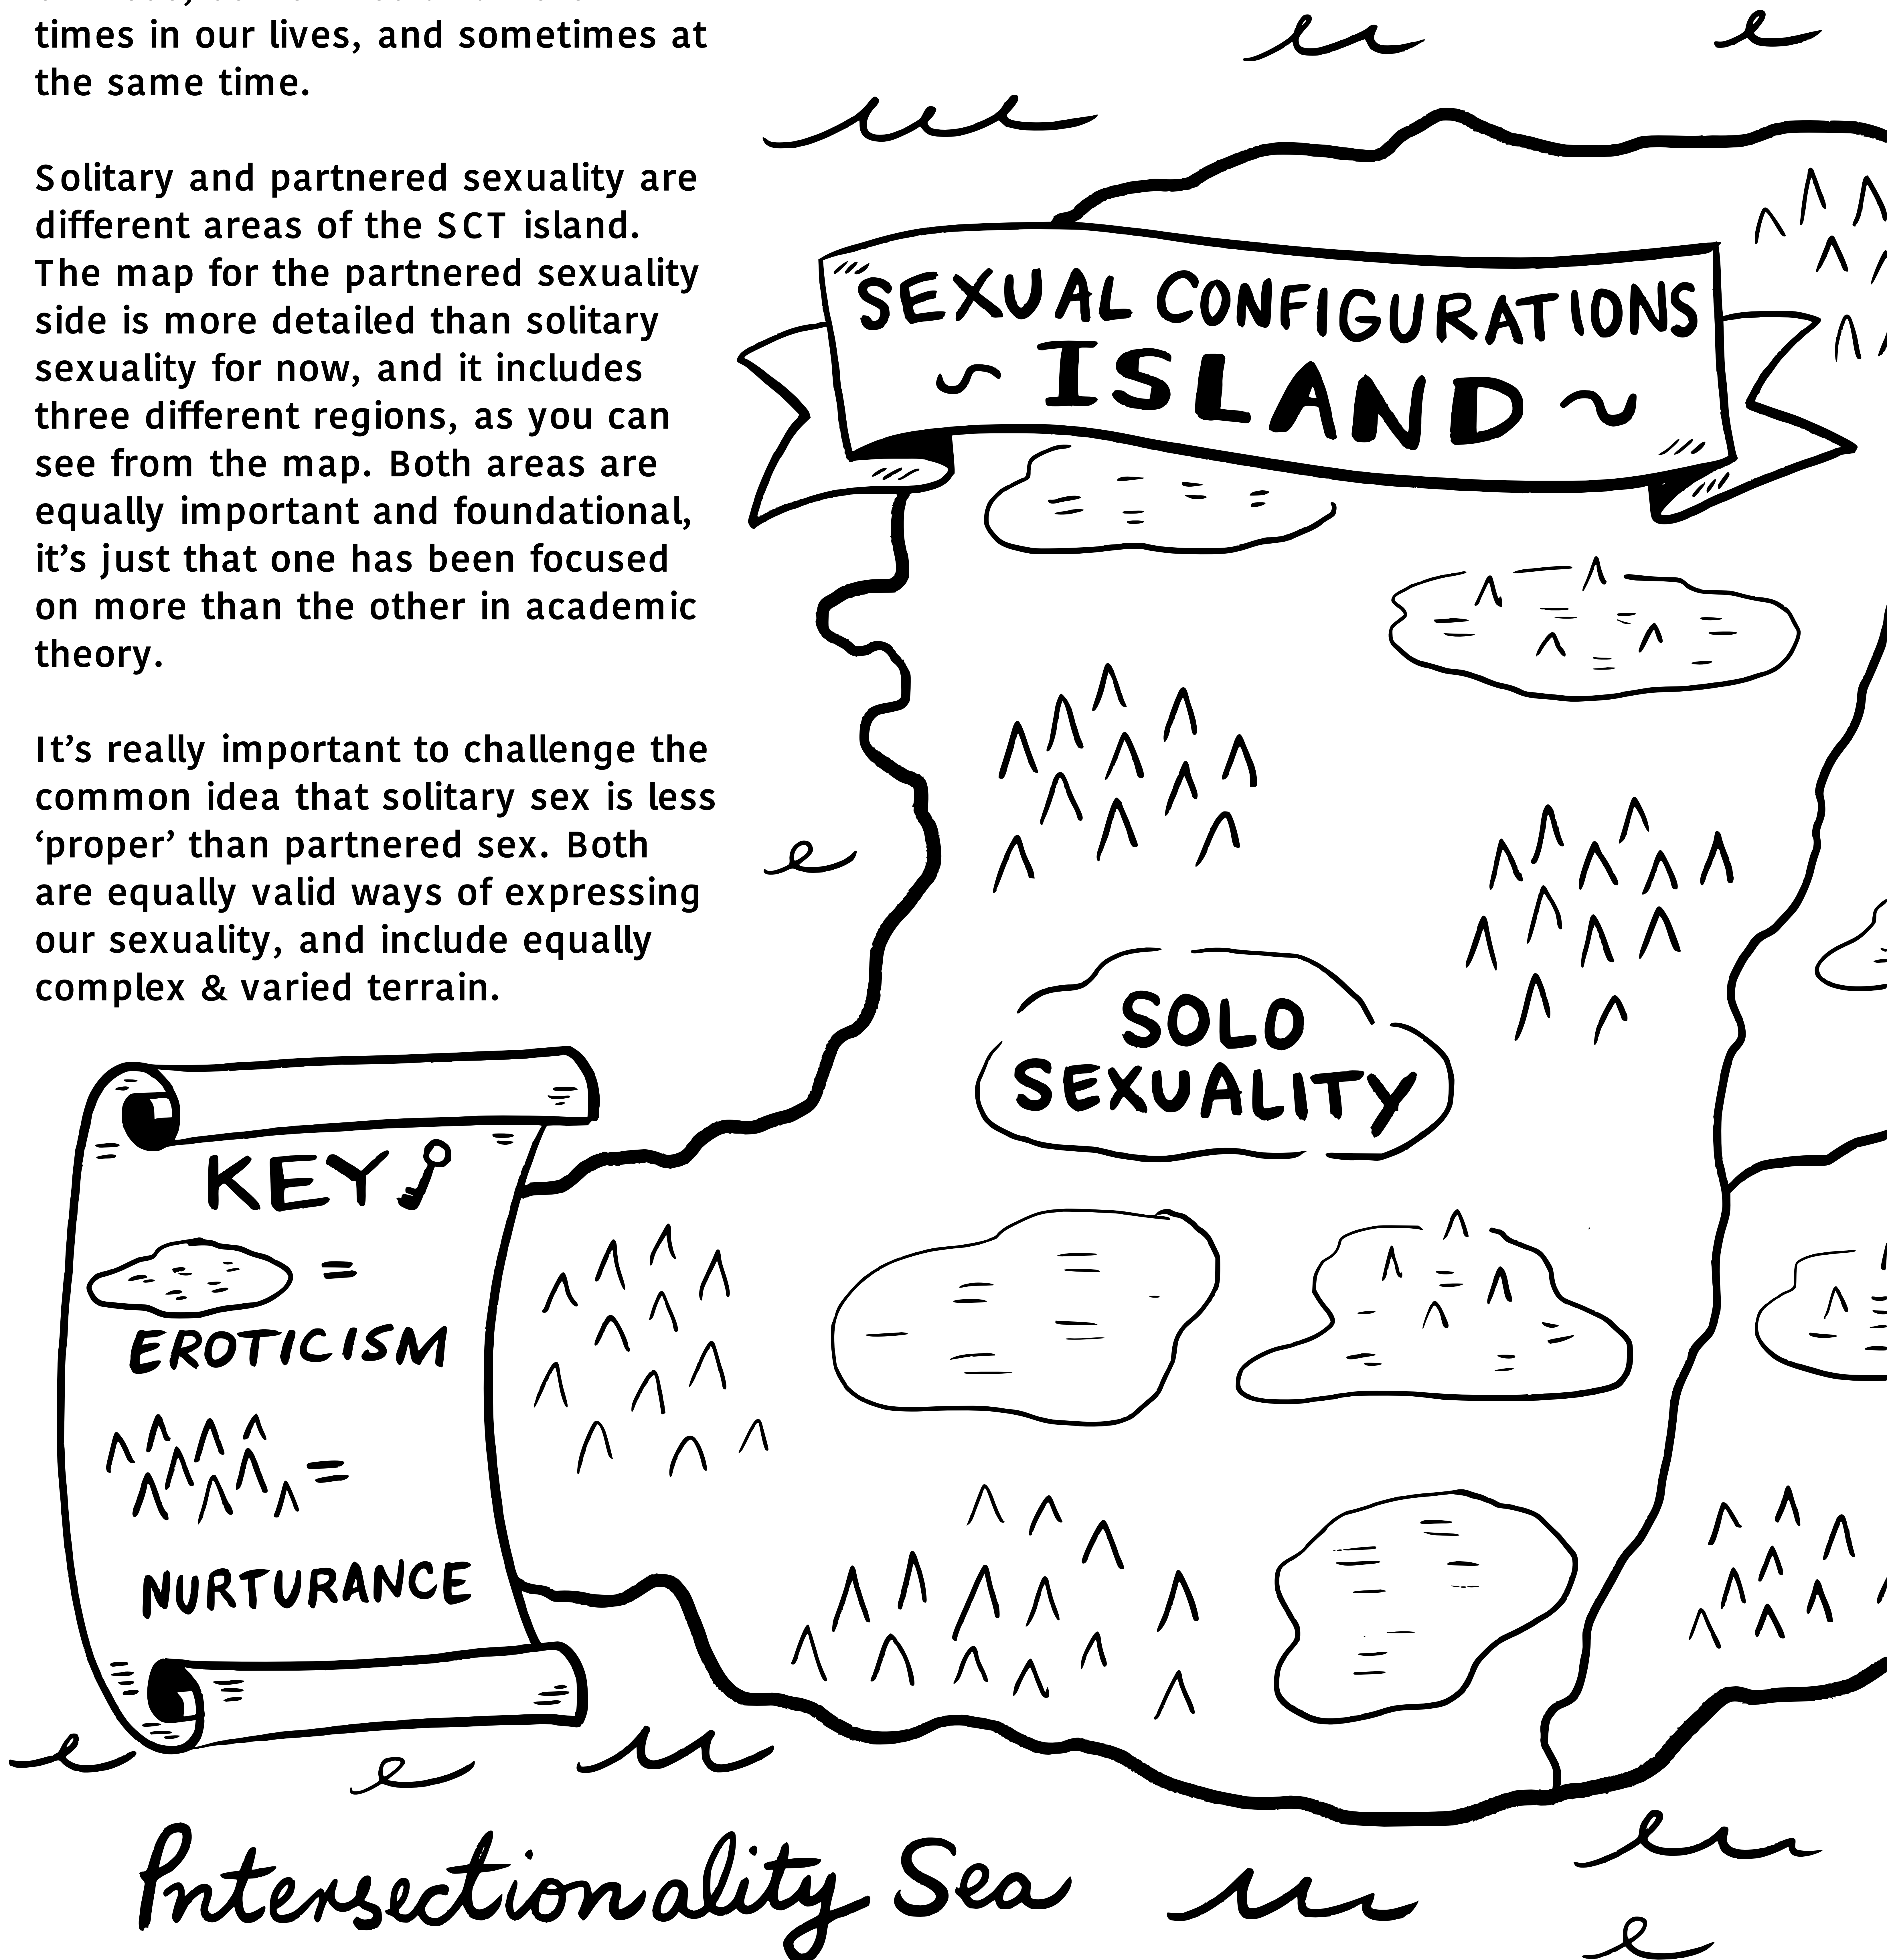 times in our lives, and sometimes at
the same time.
Solitary and partnered sexuality are
different areas of the SCT island.
The map for the partnered sexuality
side is more detailed than solitary
sexuality for now, and it includes
three different regions, as you can
see from the map. Both areas are
equally important and foundational,
it’s just that one has been focused
on more than the other in academic
theory.
It’s really important to challenge the
common idea that solitary sex is less
‘proper’ than partnered sex. Both
are equally valid ways of expressing
our sexuality, and include equally
complex & varied terrain.
SEXUAL CONFIGURATIONS
~ ISLAND ~
SOLO
SEXUALITY
KEY
=
EROTICISM
=
NURTURANCE
Intersectionality Sea